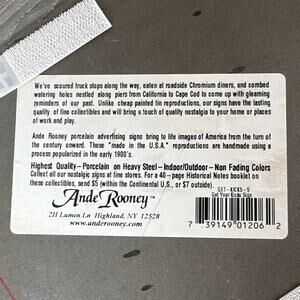 We've scoured truck stops along the way, eaten at roadside Chromium diners, and combed
watering holes nestled along piers from California to Cape Cod to come up with gleaming
reminders of our past. Unlike cheap painted tin reproductions, our signs have the lasting
quality of fine collectibles and will bring a touch of quality nostalgia to your home or places
of work and play.
Ande Rooney porcelain advertising signs bring to life images of America from the turn of
the century onward. These "made in the U.S.A." reproductions are handmade using a
process popularized in the early 1900's.
Highest Quality - Porcelain on Heavy Steel - Indoor/Outdoor - Non Fading Colors
Collect all our nostalgic signs at fine stores. For a 40-page Historical Notes booklet on
these collectibles, send $5 (within the Continental U.S., or $7 outside).
GET-KICKS-S
Get Your Kicks Sign
Ande Rooney™
2H Lumen Ln Highland, NY 12528
www.anderooney.com
7 39149 01206 2